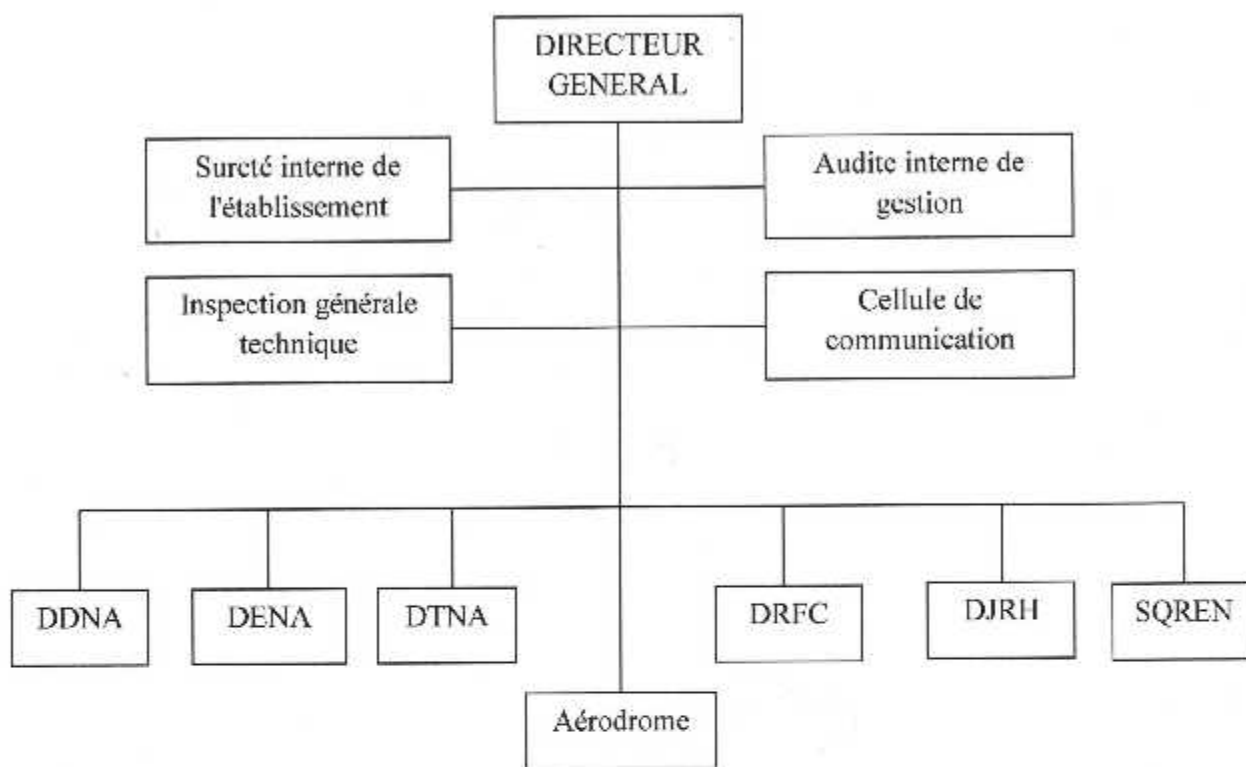 DIRECTEUR
GENERAL
Sureté interne de
l'établissement
Audite interne de
gestion
Inspection générale
technique
Cellule de
communication
DDNA
DENA
DTNA
DRFC
DJRH
SQREN
Aérodrome